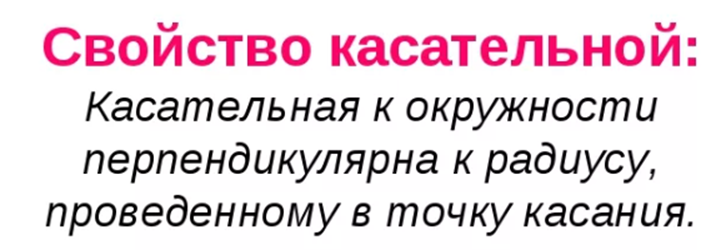 Свойство касательной:
Касательная к окружности
перпендикулярна к радиусу,
проведенному в точку касания.